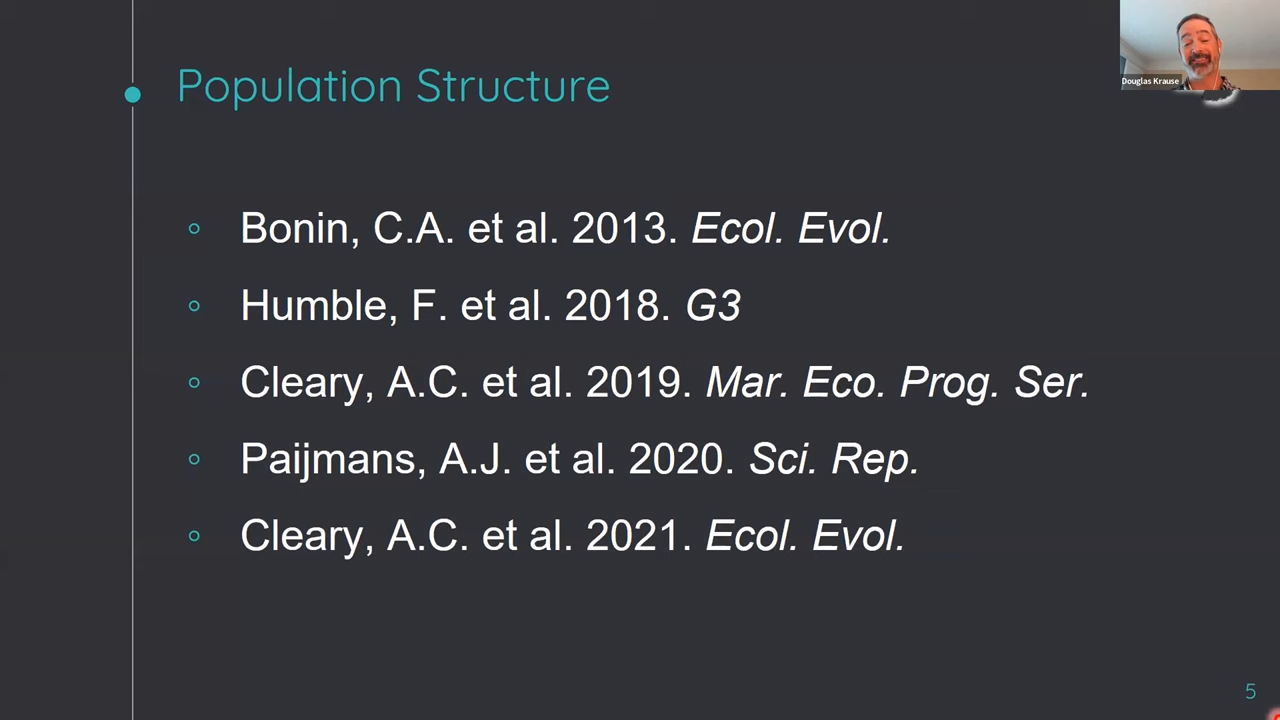 Population Structure
Douglas Krause
Bonin, C.A. et al. 2013. Ecol. Evol.
Humble, F. et al. 2018. G3
Cleary, A.C. et al. 2019. Mar. Eco. Prog. Ser.
Paijmans, A.J. et al. 2020. Sci. Rep.
Cleary, A.C. et al. 2021. Ecol. Evol.
5